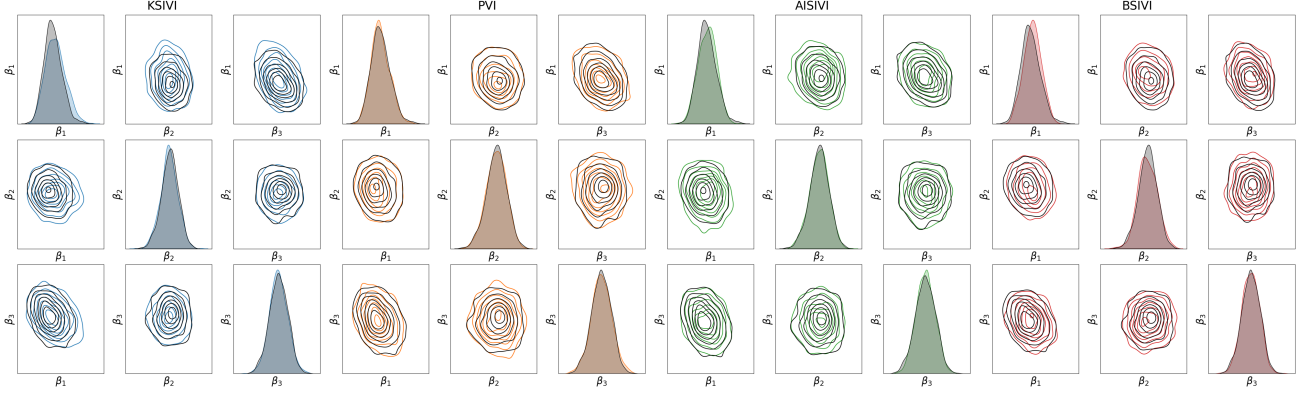 KSIVI PVI AISIVI BSIVI
β₁ β₁ β₁ β₁ β₁ β₁ β₁ β₁ β₁ β₁ β₁ β₁
β₁ β₂ β₃ β₁ β₂ β₃ β₁ β₂ β₃ β₁ β₂ β₃
β₂ β₂ β₂ β₂ β₂ β₂ β₂ β₂ β₂ β₂ β₂ β₂
β₁ β₂ β₃ β₁ β₂ β₃ β₁ β₂ β₃ β₁ β₂ β₃
β₃ β₃ β₃ β₃ β₃ β₃ β₃ β₃ β₃ β₃ β₃ β₃
β₁ β₂ β₃ β₁ β₂ β₃ β₁ β₂ β₃ β₁ β₂ β₃